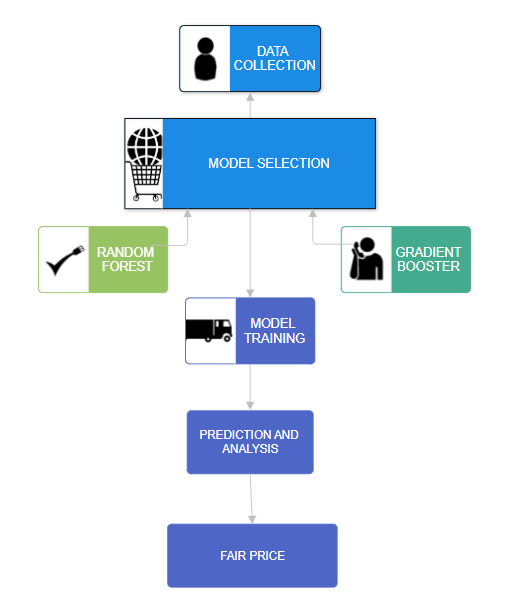 DATA
COLLECTION
MODEL SELECTION
RANDOM
FOREST
GRADIENT
BOOSTER
MODEL
TRAINING
PREDICTION AND
ANALYSIS
FAIR PRICE